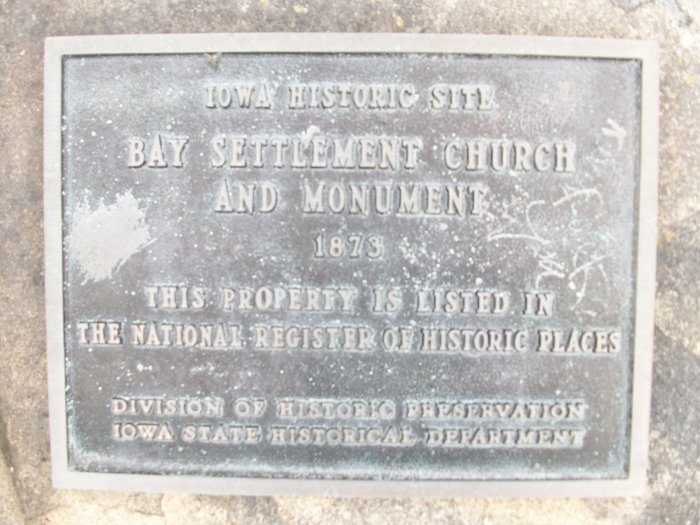 IOWA HISTORIC SITE
BAY SETTLEMENT CHURCH
AND MONUMENT
1873
THIS PROPERTY IS LISTED IN
THE NATIONAL REGISTER OF HISTORIC PLACES
DIVISION OF HISTORIC PRESERVATION
IOWA STATE HISTORICAL DEPARTMENT